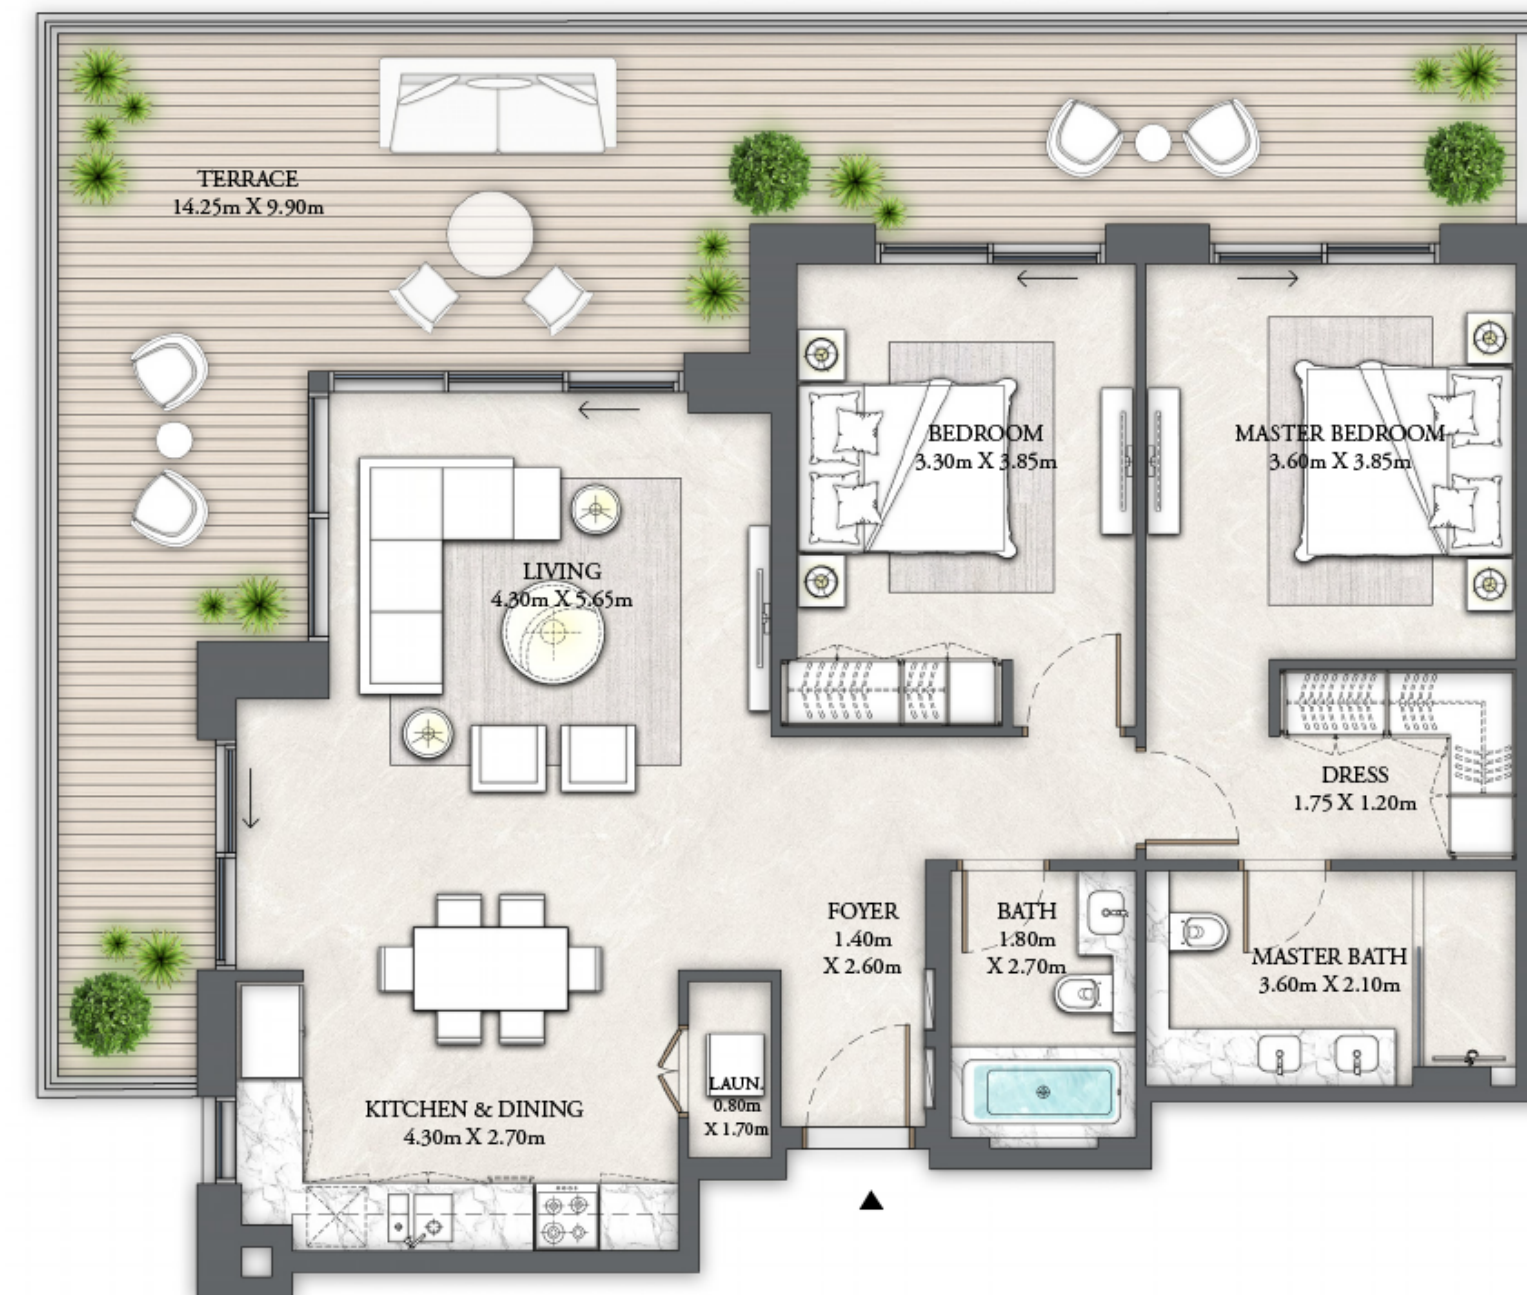 TERRACE
14.25m X 9.90m
BEDROOM
3.30m X 3.85m
MASTER BEDROOM
3.60m X 3.85m
LIVING
4.30m X 5.65m
DRESS
1.75 X 1.20m
FOYER
1.40m
X 2.60m
BATH
1.80m
X 2.70m
MASTER BATH
3.60m X 2.10m
LAUN.
0.80m
X 1.70m
KITCHEN & DINING
4.30m X 2.70m